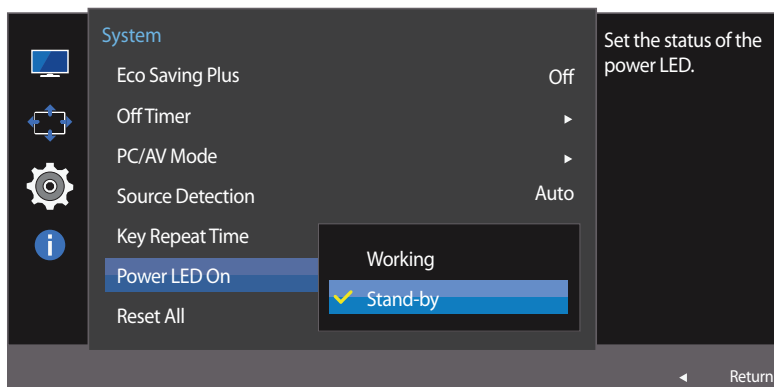 System
Eco Saving Plus Off
Off Timer
PC/AV Mode
Source Detection Auto
Key Repeat Time
Power LED On
Reset All
Working
Stand-by
Set the status of the
power LED.
Return